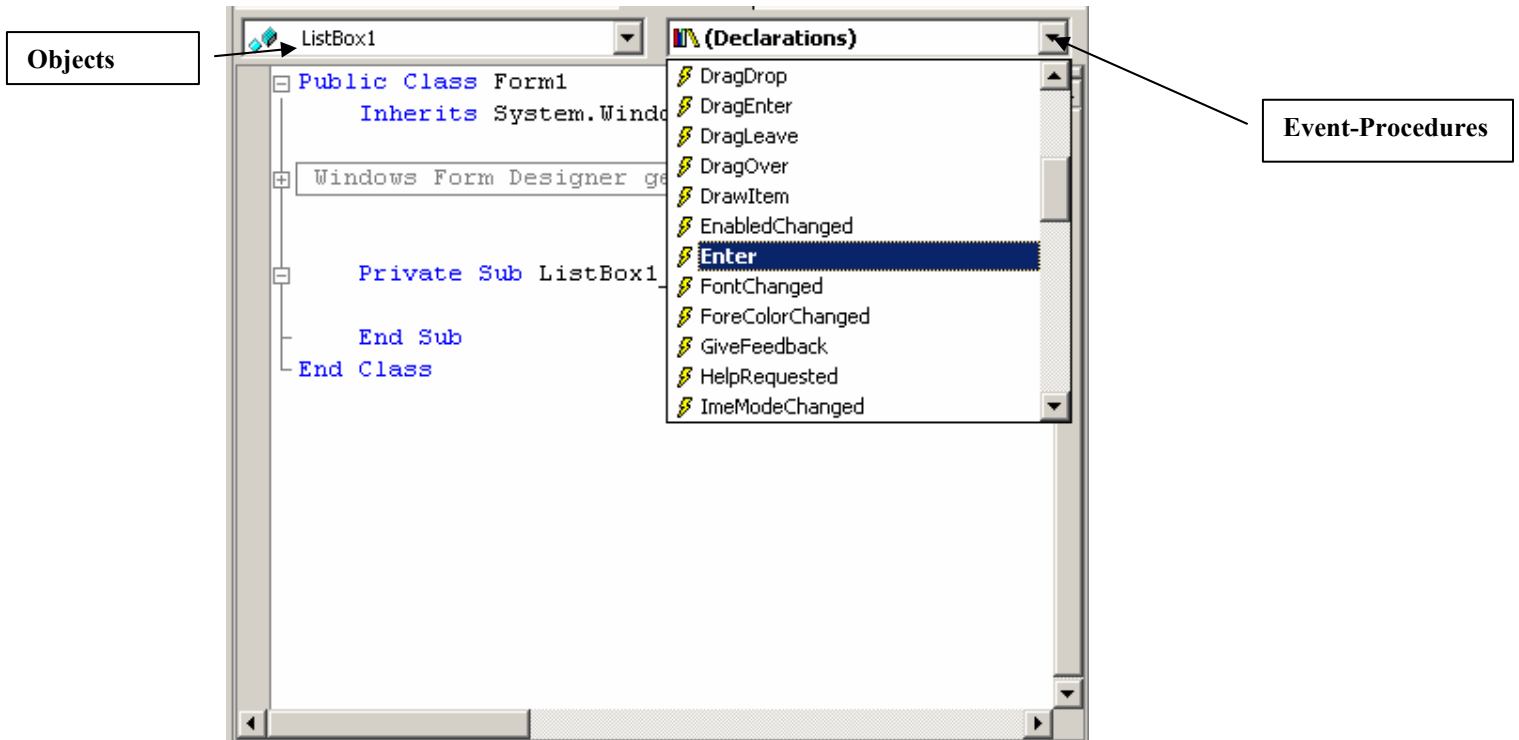 ListBox1
(Declarations)
Objects
Public Class Form1
Inherits System.Windo
Windows Form Designer ge
Private Sub ListBox1_
End Sub
End Class
DragDrop
DragEnter
DragLeave
DragOver
DrawItem
EnabledChanged
Enter
FontChanged
ForeColorChanged
GiveFeedback
HelpRequested
ImeModeChanged
Event-Procedures